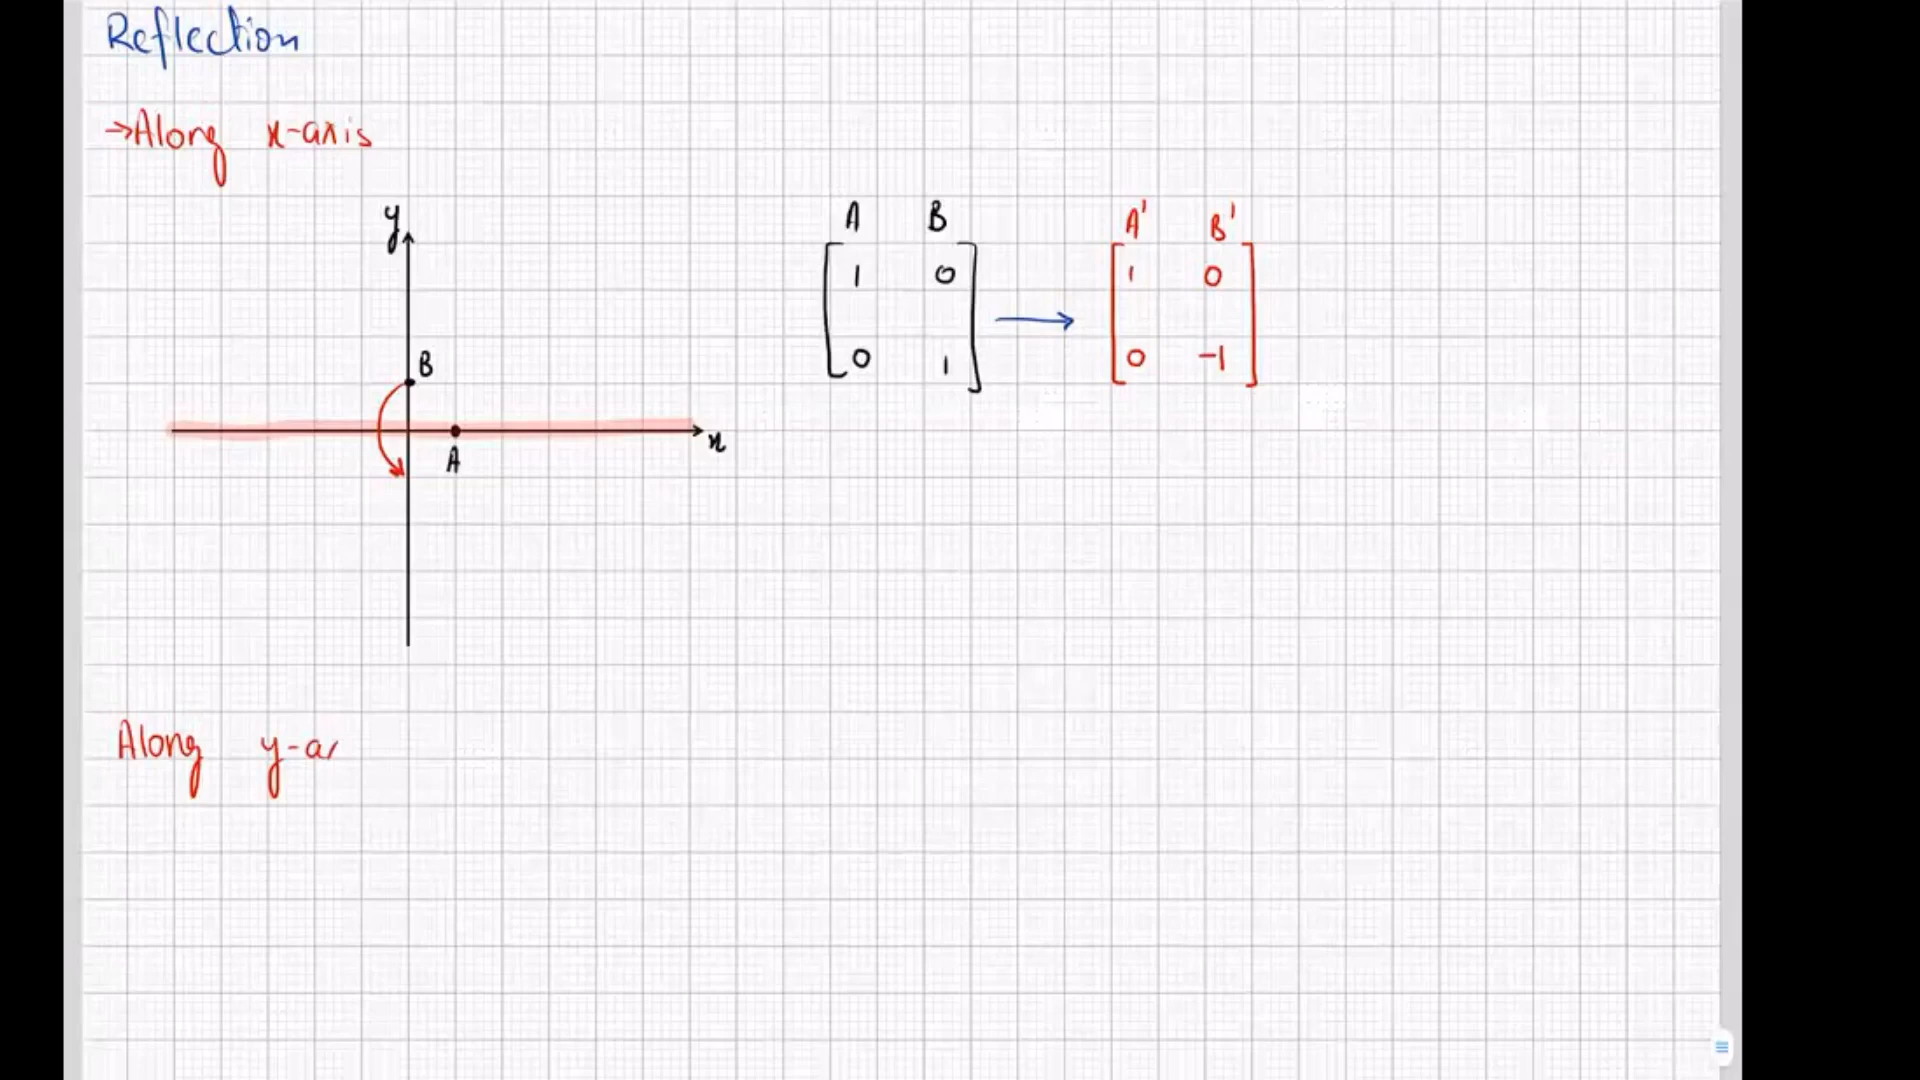 Reflection
→Along x-axis
y
A B
A' B'
1 0
1 0
0 1
0 -1
B
x
A
Along y-a